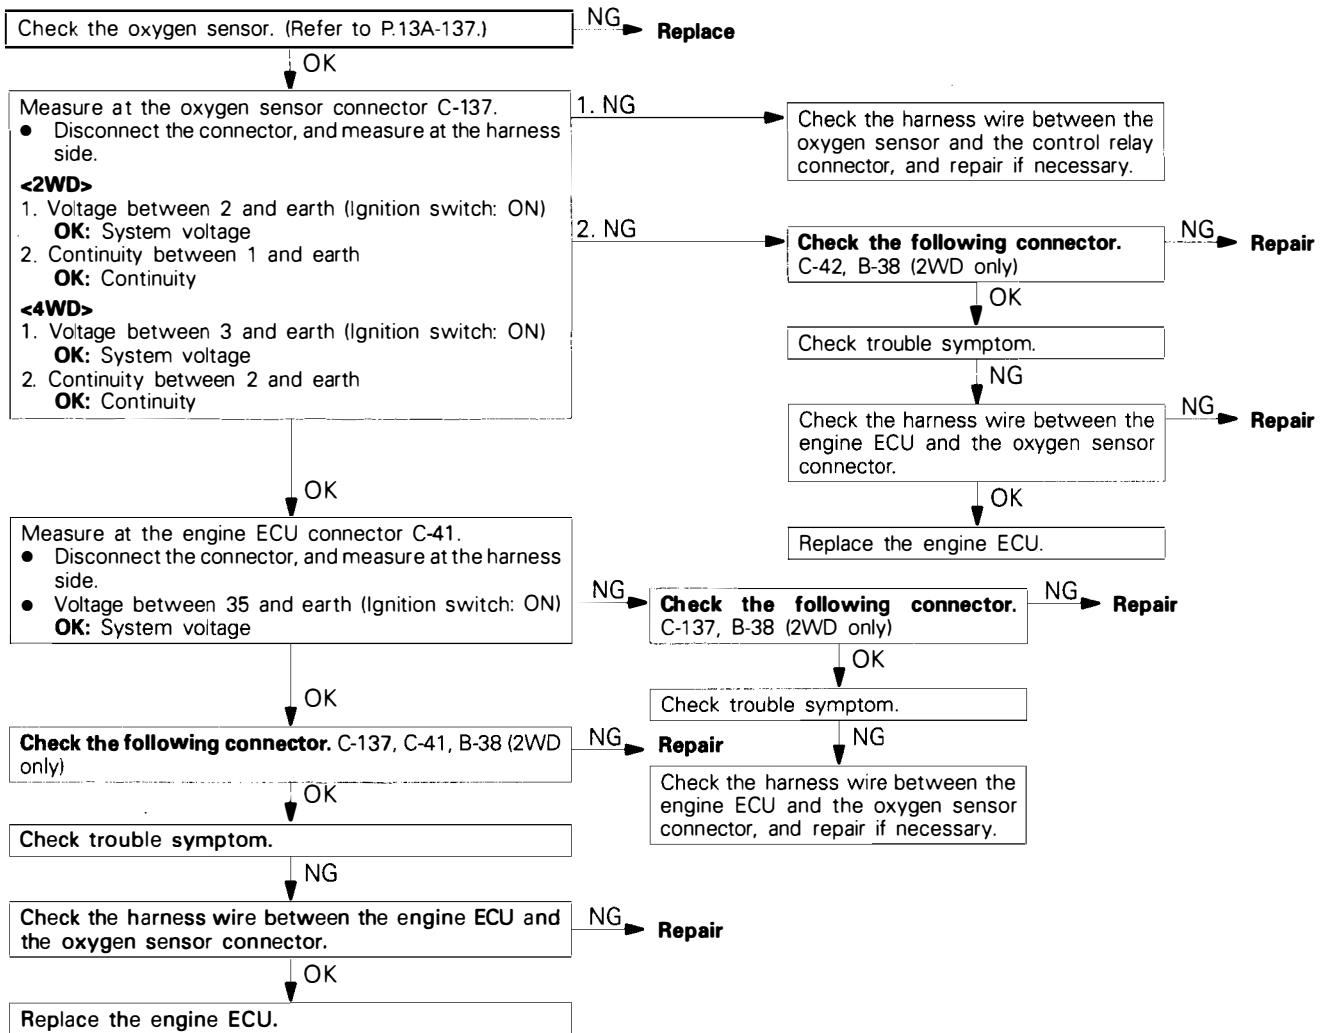 Check the oxygen sensor. (Refer to P.13A-137.)
NG
Replace
OK
Measure at the oxygen sensor connector C-137.
● Disconnect the connector, and measure at the harness
side.
<2WD>
1. Voltage between 2 and earth (Ignition switch: ON)
OK: System voltage
2. Continuity between 1 and earth
OK: Continuity
<4WD>
1. Voltage between 3 and earth (Ignition switch: ON)
OK: System voltage
2. Continuity between 2 and earth
OK: Continuity
1. NG
Check the harness wire between the
oxygen sensor and the control relay
connector, and repair if necessary.
2. NG
Check the following connector.
C-42, B-38 (2WD only)
NG
Repair
OK
Check trouble symptom.
NG
Check the harness wire between the
engine ECU and the oxygen sensor
connector.
NG
Repair
OK
Replace the engine ECU.
OK
Measure at the engine ECU connector C-41.
● Disconnect the connector, and measure at the harness
side.
● Voltage between 35 and earth (Ignition switch: ON)
OK: System voltage
NG
Check the following connector.
C-137, B-38 (2WD only)
NG
Repair
OK
Check trouble symptom.
NG
Check the harness wire between the
engine ECU and the oxygen sensor
connector, and repair if necessary.
OK
Check the following connector. C-137, C-41, B-38 (2WD
only)
NG
Repair
OK
Check trouble symptom.
NG
Check the harness wire between the engine ECU and
the oxygen sensor connector.
NG
Repair
OK
Replace the engine ECU.